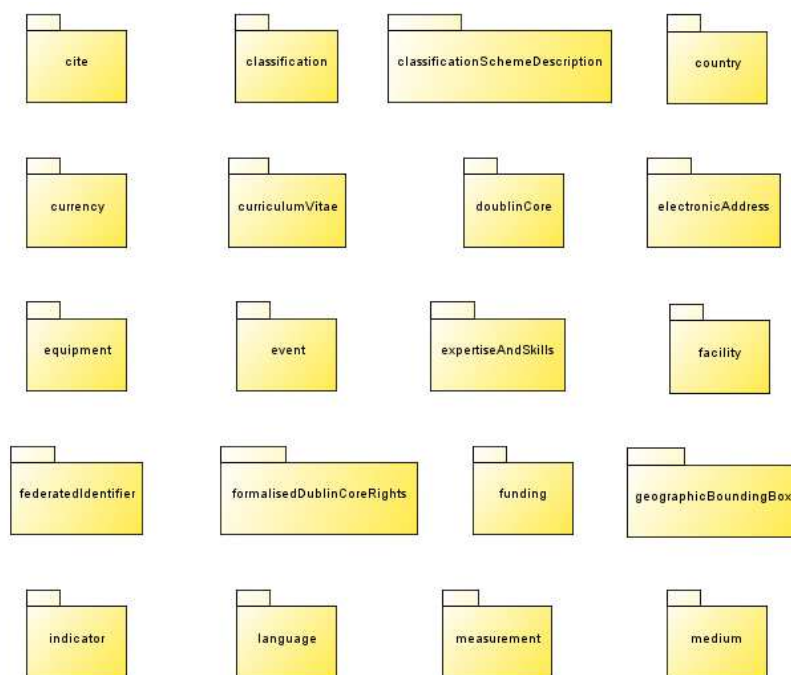 cite
classification
classificationSchemeDescription
country
currency
curriculumVitae
doublinCore
electronicAddress
equipment
event
expertiseAndSkills
facility
federatedIdentifier
formalisedDublinCoreRights
funding
geographicBoundingBox
indicator
language
measurement
medium